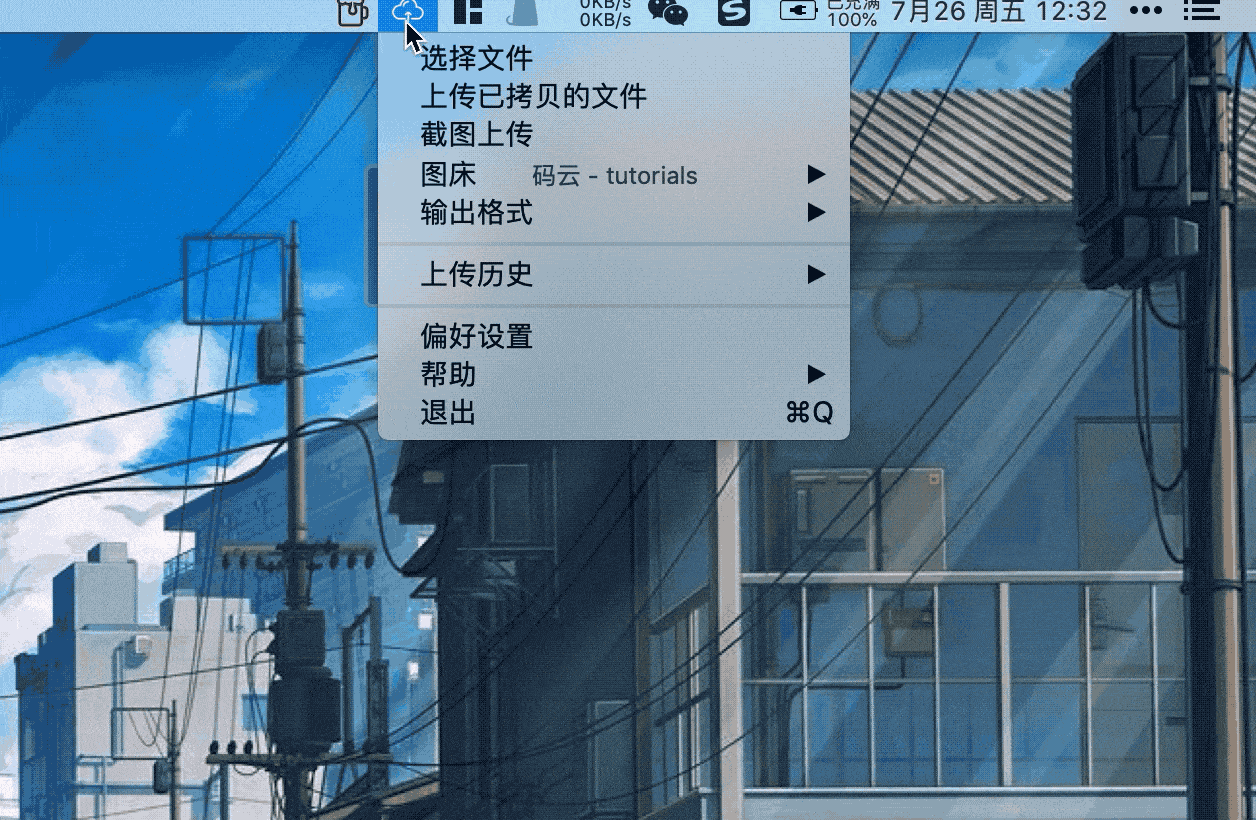 0KB/s
0KB/s
已充满
100%
7月26 周五 12:32
选择文件
上传已拷贝的文件
截图上传
图床 码云 - tutorials
输出格式
上传历史
偏好设置
帮助
退出 ⌘Q